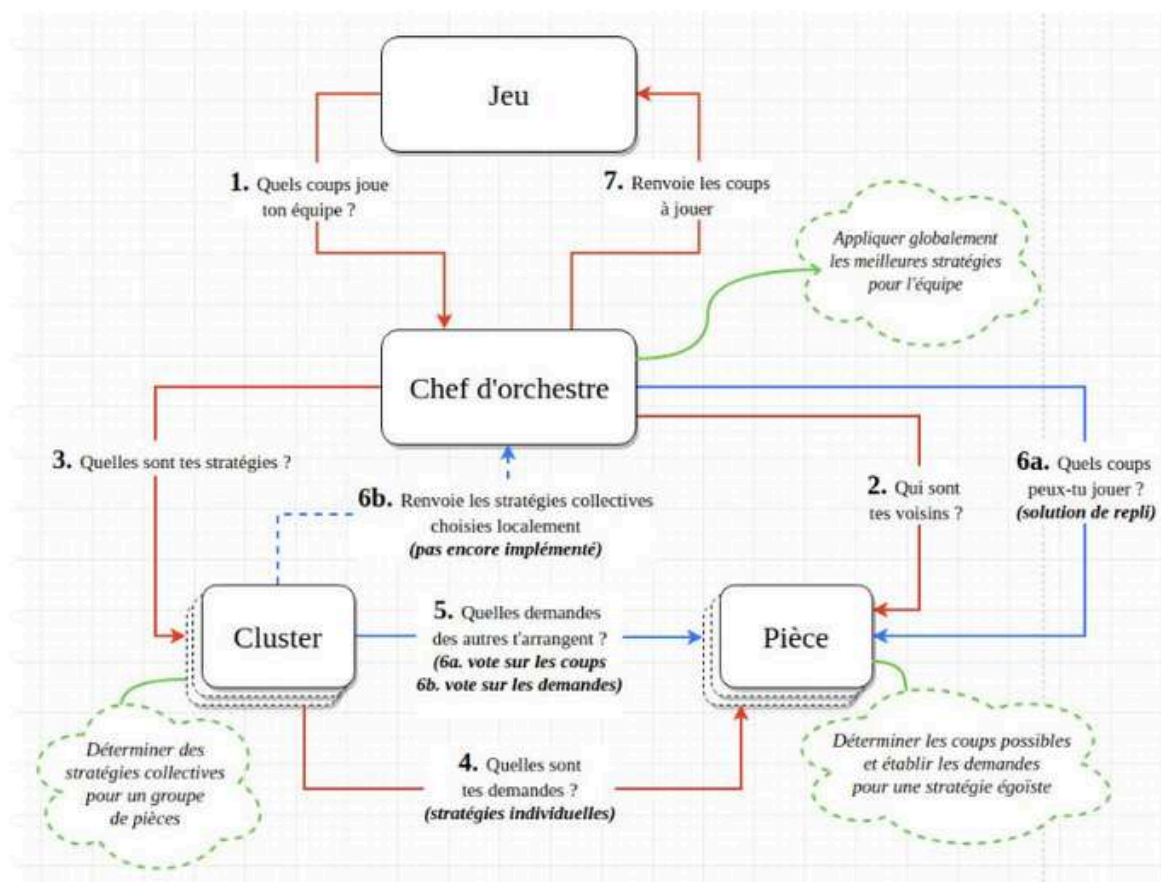 Jeu
1. Quels coups joue
ton équipe ?
7. Renvoie les coups
à jouer
Appliquer globalement
les meilleures stratégies
pour l'équipe
Chef d'orchestre
3. Quelles sont tes stratégies ?
6b. Renvoie les stratégies collectives
choisies localement
(pas encore implémenté)
2. Qui sont
tes voisins ?
6a. Quels coups
peux-tu jouer ?
(solution de repli)
Cluster
5. Quelles demandes
des autres t'arrangent ?
(6a. vote sur les coups
6b. vote sur les demandes)
Pièce
Déterminer des
stratégies collectives
pour un groupe
de pièces
4. Quelles sont
tes demandes ?
(stratégies individuelles)
Déterminer les coups possibles
et établir les demandes
pour une stratégie égoïste